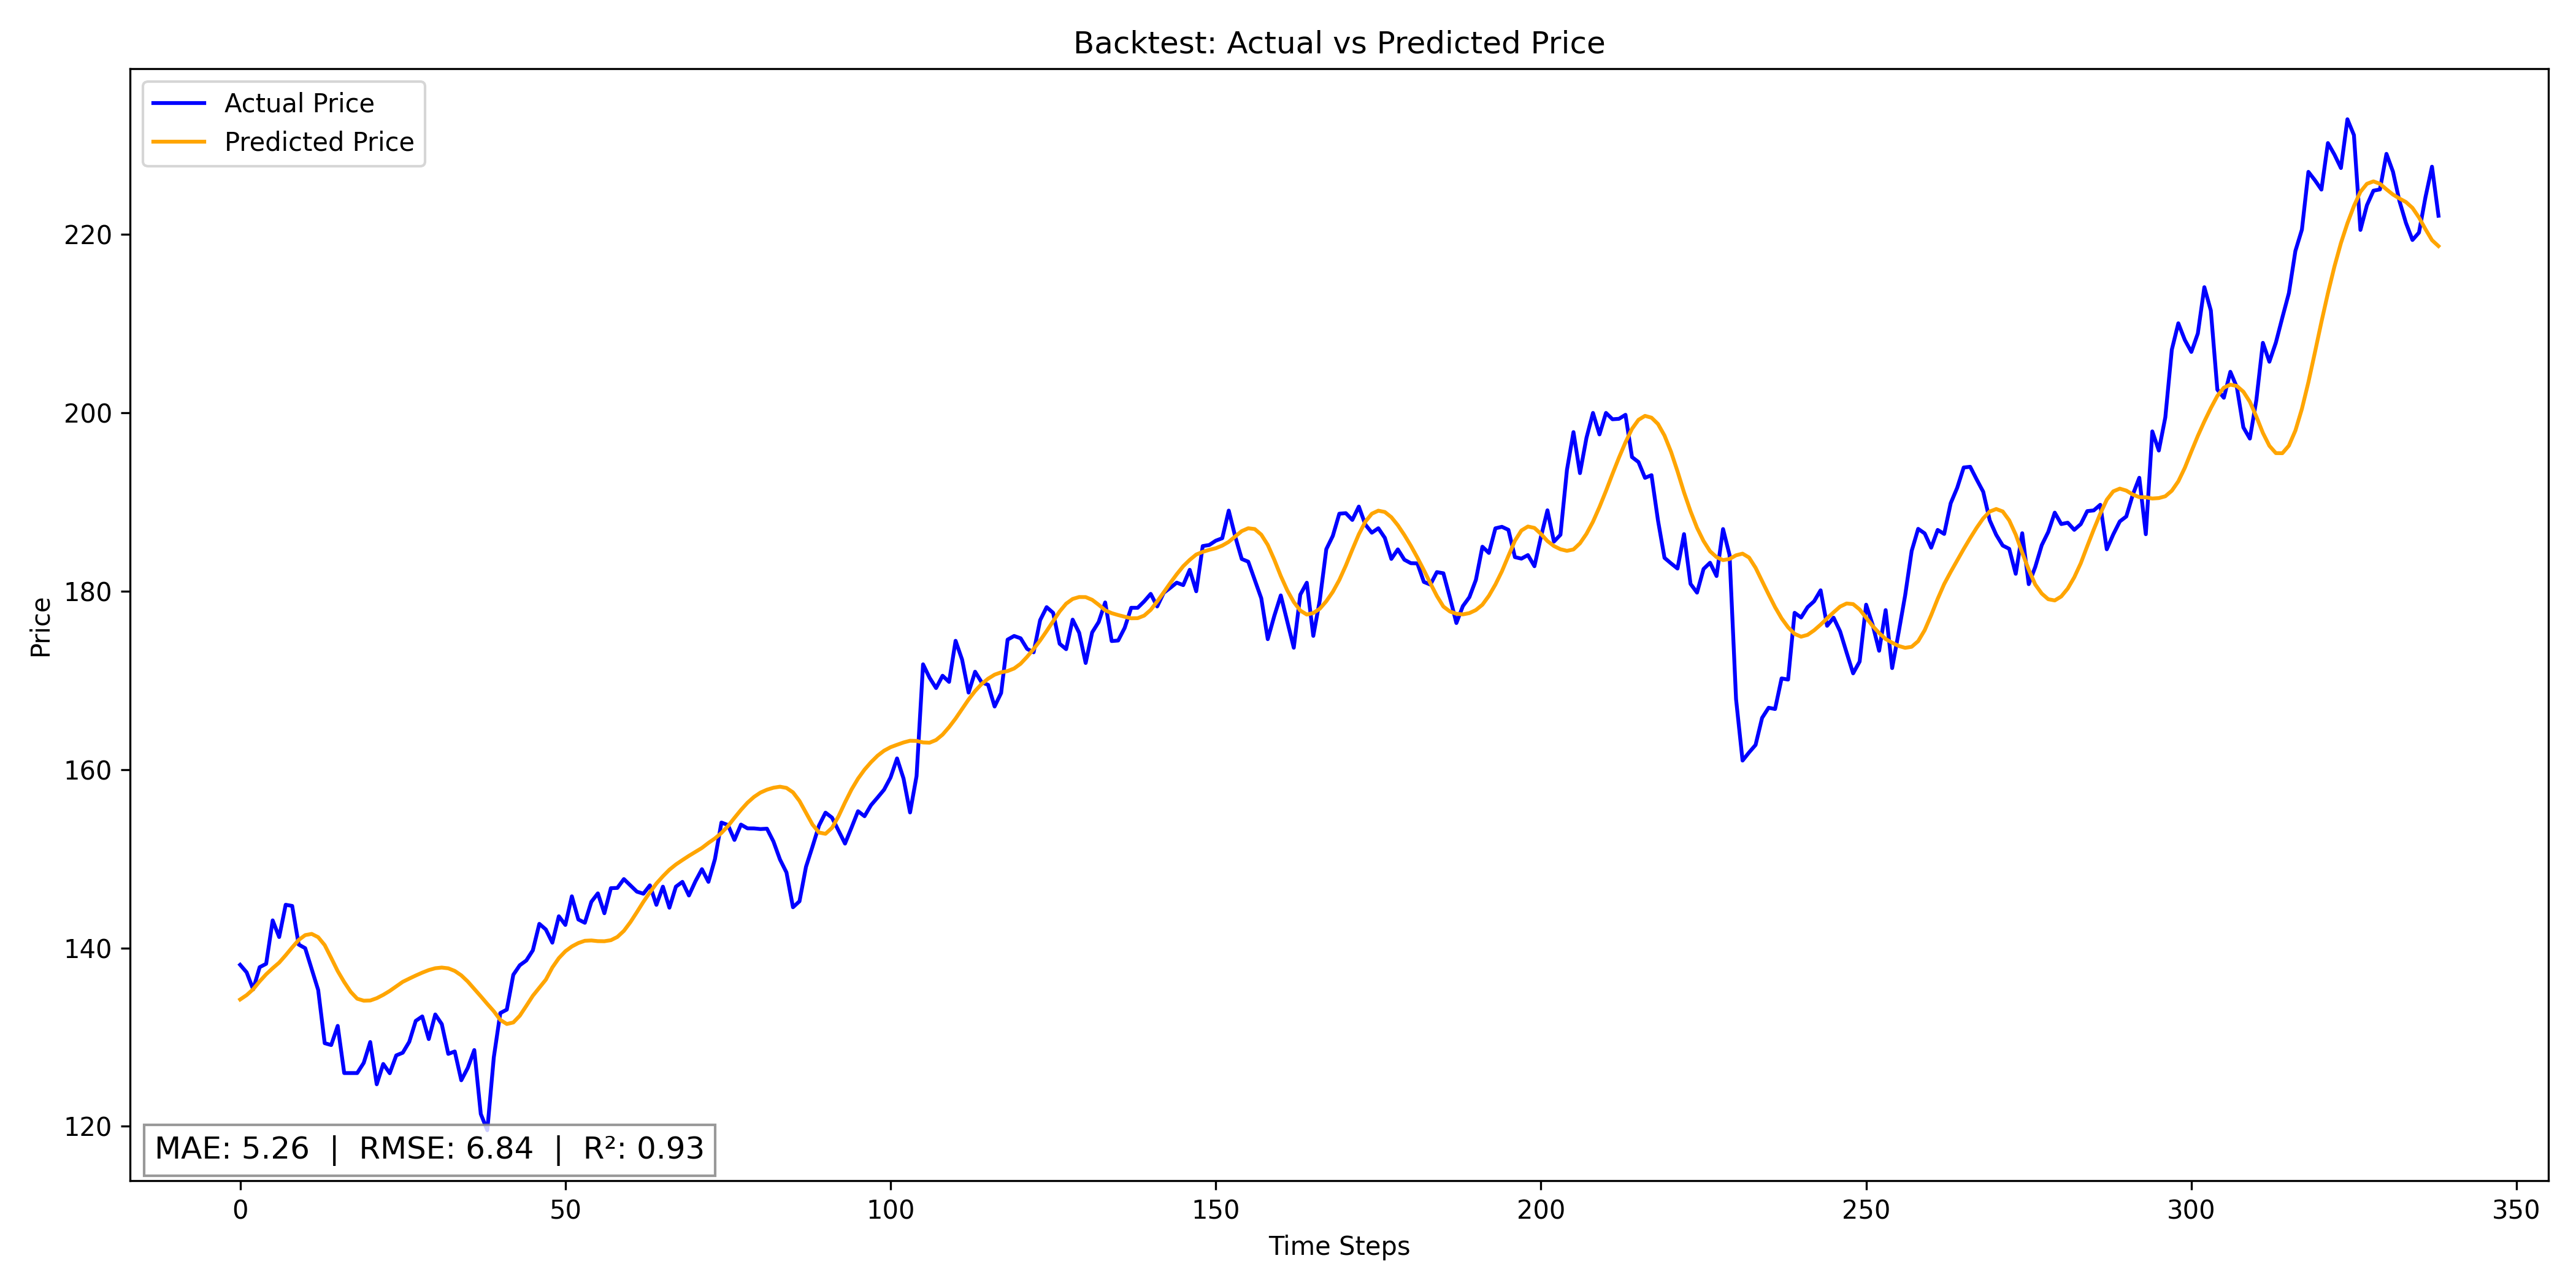 Backtest: Actual vs Predicted Price
Actual Price
Predicted Price
Price
220
200
180
160
140
120
MAE: 5.26 | RMSE: 6.84 | R²: 0.93
0 50 100 150 200 250 300 350
Time Steps